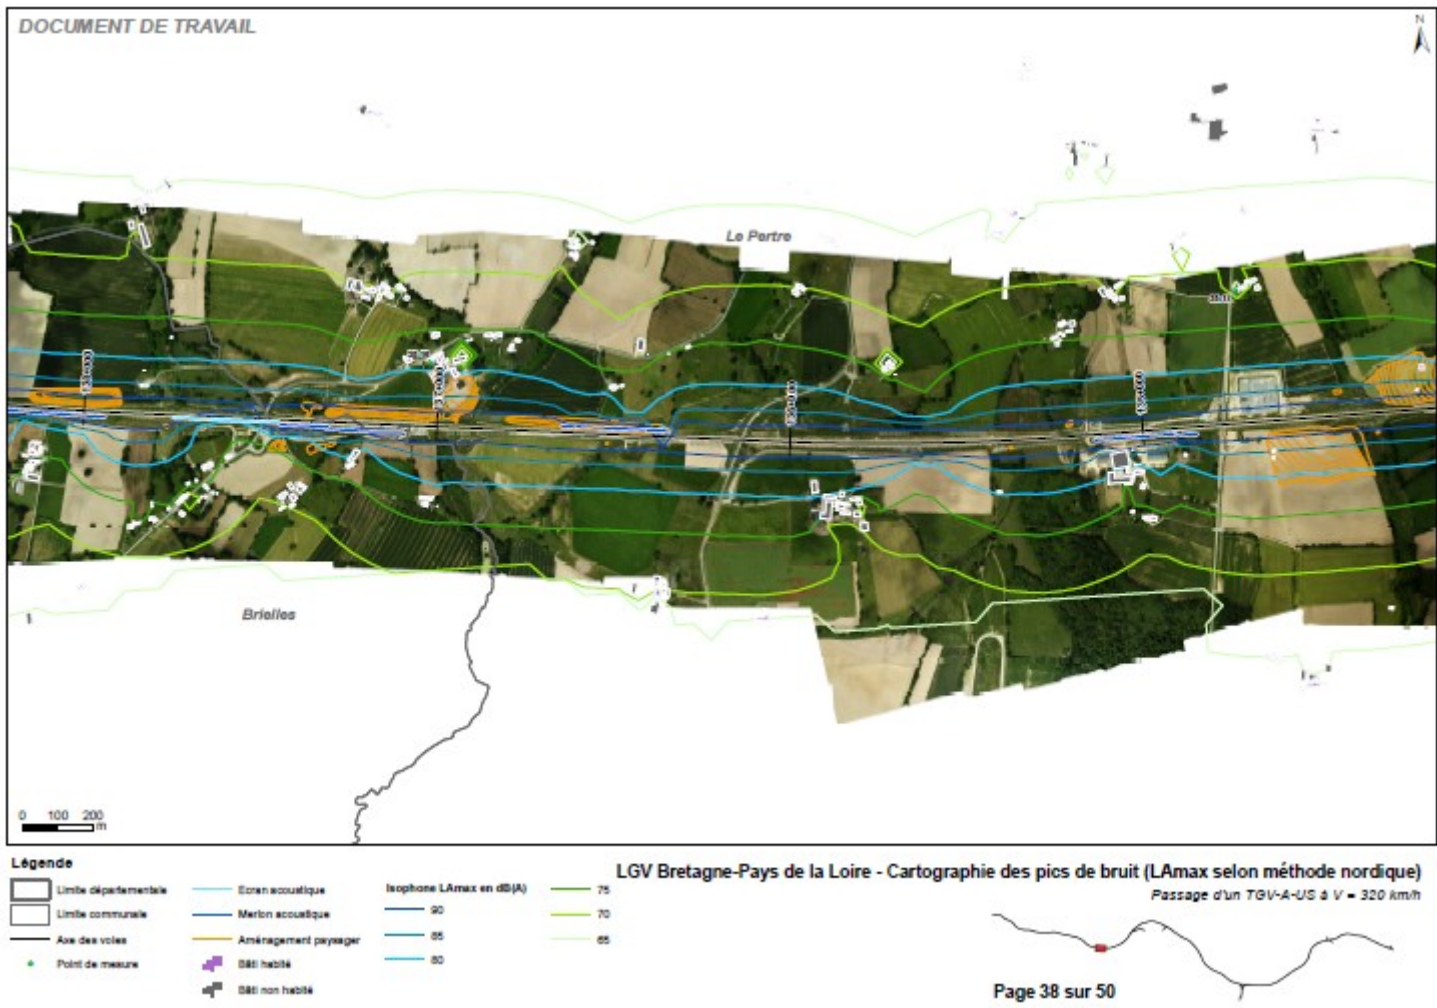 DOCUMENT DE TRAVAIL
N
Le Pertre
Brielles
0 100 200
m
Légende
Limite départementale
Limite communale
Axe des voies
Point de mesure
Ecran acoustique
Merlon acoustique
Aménagement paysager
Bâti habité
Bâti non habité
Isophone LAmax en dB(A)
90
85
80
75
70
65
LGV Bretagne-Pays de la Loire - Cartographie des pics de bruit (LAmax selon méthode nordique)
Passage d'un TGV-A-US à V = 320 km/h
Page 38 sur 50